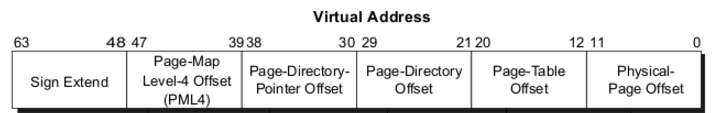 Virtual Address
63 48 47 39 38 30 29 21 20 12 11 0
Sign Extend
Page-Map
Level-4 Offset
(PML4)
Page-Directory-
Pointer Offset
Page-Directory
Offset
Page-Table
Offset
Physical-
Page Offset